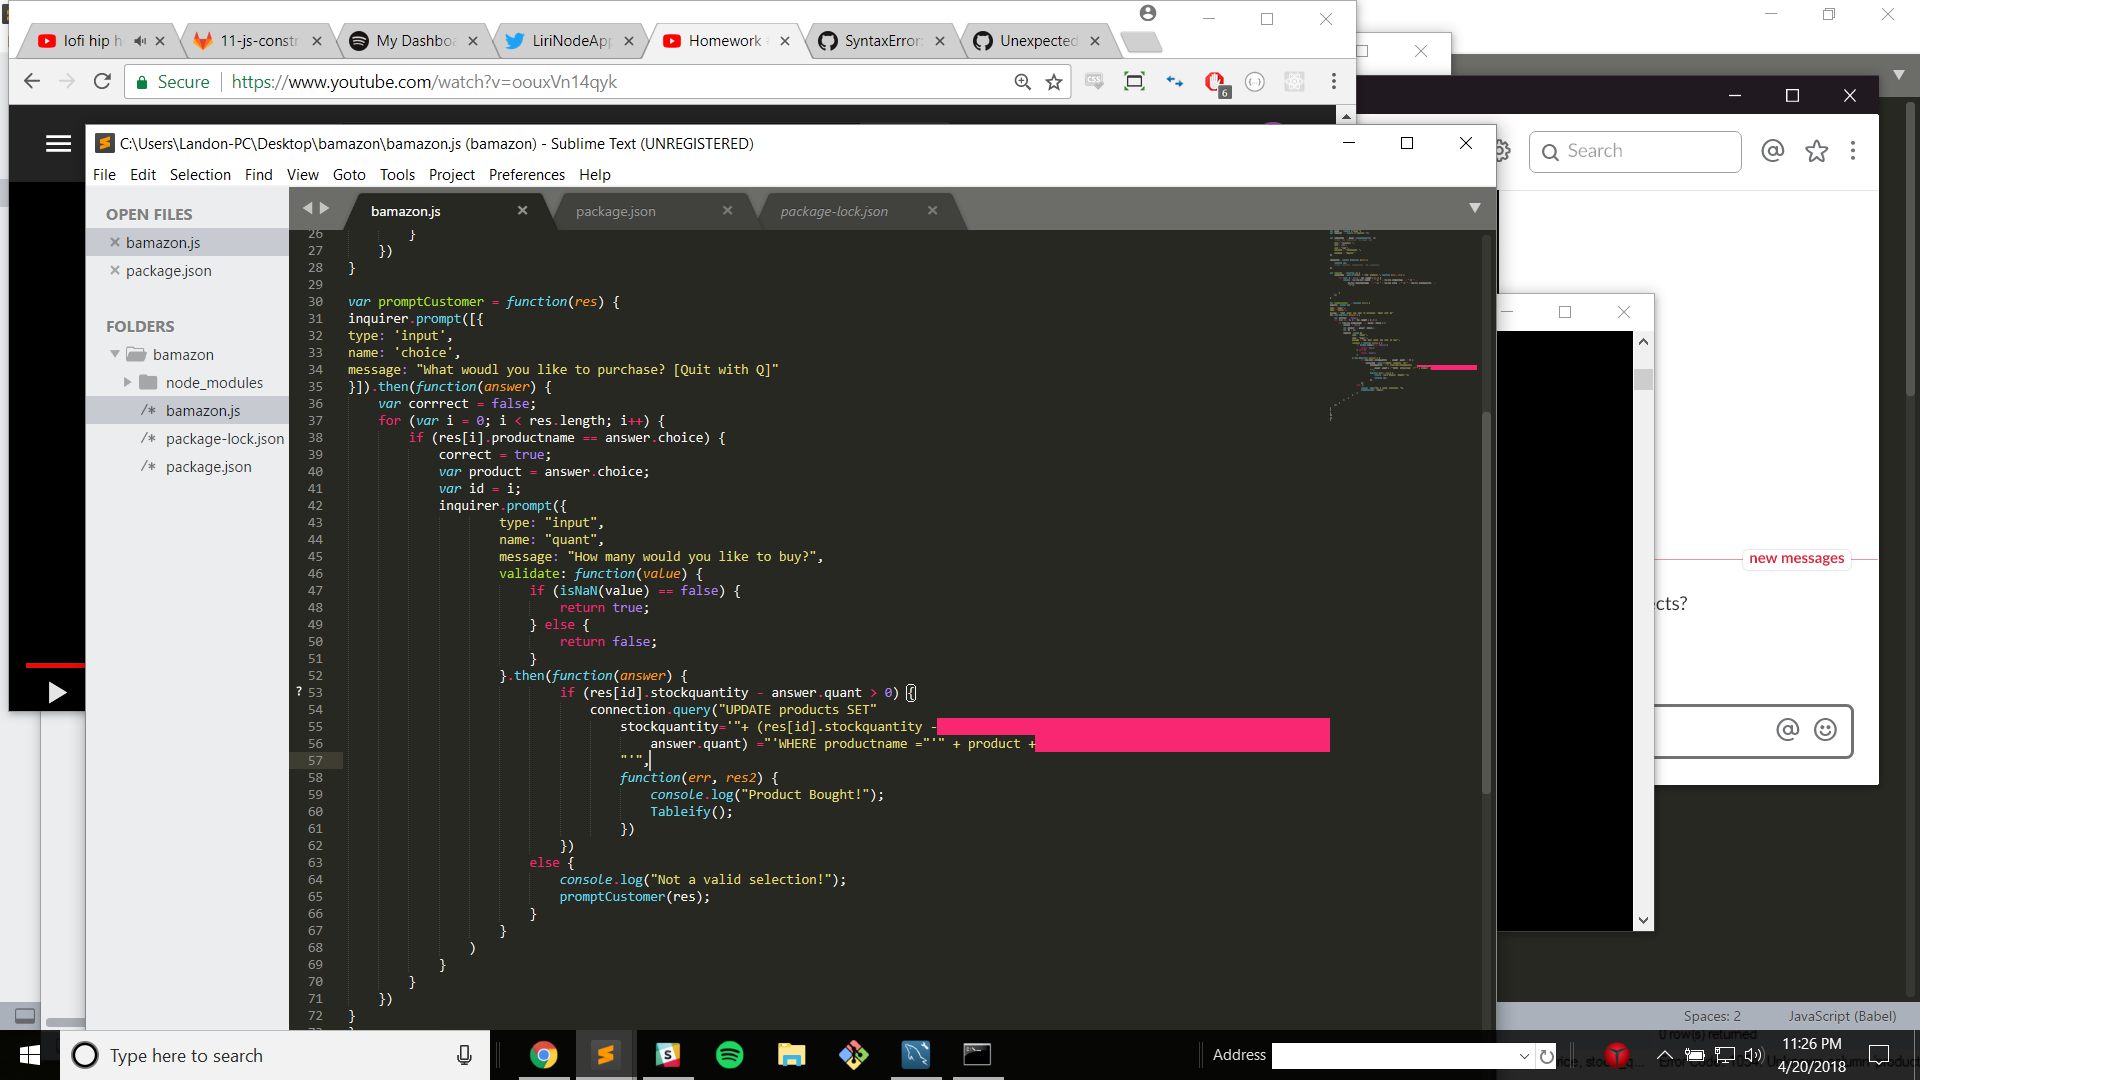 lofi hip h
11-js-constr
My Dashbo
LiriNodeApp
Homework
SyntaxError
Unexpected
Secure
https://www.youtube.com/watch?v=oouxVn14qyk
6
C:\Users\Landon-PC\Desktop\bamazon\bamazon.js (bamazon) - Sublime Text (UNREGISTERED)
File Edit Selection Find View Goto Tools Project Preferences Help
Search
OPEN FILES
bamazon.js
package.json
FOLDERS
bamazon
node_modules
bamazon.js
package-lock.json
package.json
bamazon.js package.json package-lock.json
26 }
27 })
28 }
29
30 var promptCustomer = function(res) {
31 inquirer.prompt([{
32 type: 'input',
33 name: 'choice',
34 message: "What woudl you like to purchase? [Quit with Q]"
35 }]).then(function(answer) {
36 var corrrect = false;
37 for (var i = 0; i < res.length; i++) {
38 if (res[i].productname == answer.choice) {
39 correct = true;
40 var product = answer.choice;
41 var id = i;
42 inquirer.prompt({
43 type: "input",
44 name: "quant",
45 message: "How many would you like to buy?",
46 validate: function(value) {
47 if (isNaN(value) == false) {
48 return true;
49 } else {
50 return false;
51 }
52 }.then(function(answer) {
? 53 if (res[id].stockquantity - answer.quant > 0) {
54 connection.query("UPDATE products SET"
55 stockquantity='"+ (res[id].stockquantity -
56 answer.quant) ="'WHERE productname ="'" + product +
57 "'",
58 function(err, res2) {
59 console.log("Product Bought!");
60 Tableify();
61 })
62 })
63 else {
64 console.log("Not a valid selection!");
65 promptCustomer(res);
66 }
67 }
68 )
69 }
70 }
71 })
72 }
new messages
cts?
Spaces: 2 JavaScript (Babel)
0 row(s) returned
Type here to search
Address
11:26 PM
4/20/2018